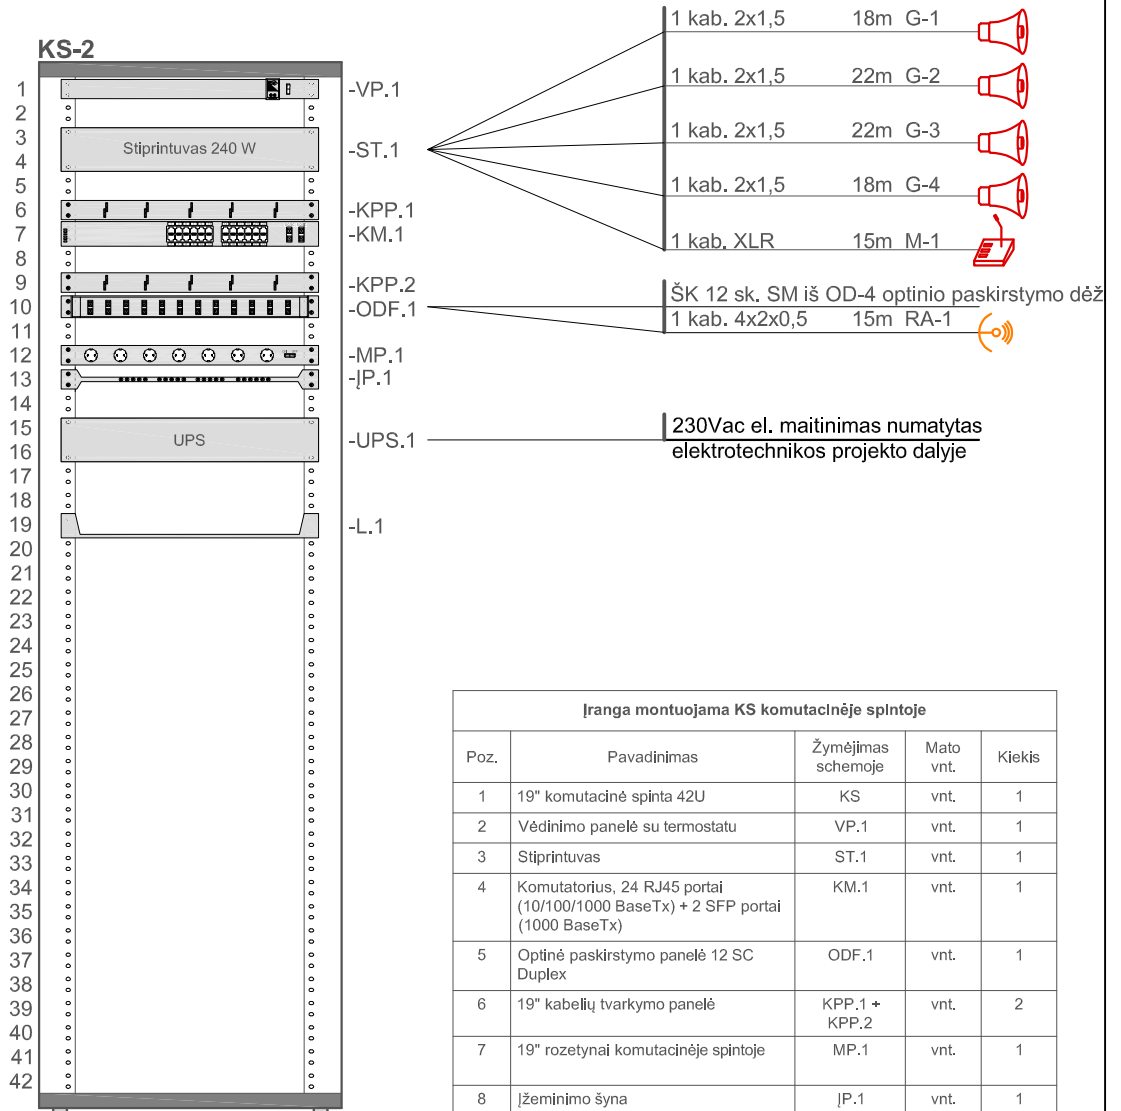 KS-2
1
2
3
4
5
6
7
8
9
10
11
12
13
14
15
16
17
18
19
20
21
22
23
24
25
26
27
28
29
30
31
32
33
34
35
36
37
38
39
40
41
42
Stiprintuvas 240 W
UPS
-VP.1
-ST.1
-KPP.1
-KM.1
-KPP.2
-ODF.1
-MP.1
-ĮP.1
-UPS.1
-L.1
1 kab. 2x1,5 18m G-1
1 kab. 2x1,5 22m G-2
1 kab. 2x1,5 22m G-3
1 kab. 2x1,5 18m G-4
1 kab. XLR 15m M-1
ŠK 12 sk. SM iš OD-4 optinio paskirstymo dėž
1 kab. 4x2x0,5 15m RA-1
230Vac el. maitinimas numatytas
elektrotechnikos projekto dalyje
Įranga montuojama KS komutacinėje spintoje
Poz. Pavadinimas Žymėjimas schemoje Mato vnt. Kiekis
1 19" komutacinė spinta 42U KS vnt. 1
2 Vėdinimo panelė su termostatu VP.1 vnt. 1
3 Stiprintuvas ST.1 vnt. 1
4 Komutatorius, 24 RJ45 portai KM.1 vnt. 1
(10/100/1000 BaseTx) + 2 SFP portai
(1000 BaseTx)
5 Optinė paskirstymo panelė 12 SC ODF.1 vnt. 1
Duplex
6 19" kabelių tvarkymo panelė KPP.1 + vnt. 2
KPP.2
7 19" rozetynai komutacinėje spintoje MP.1 vnt. 1
8 Įžeminimo šyna ĮP.1 vnt. 1